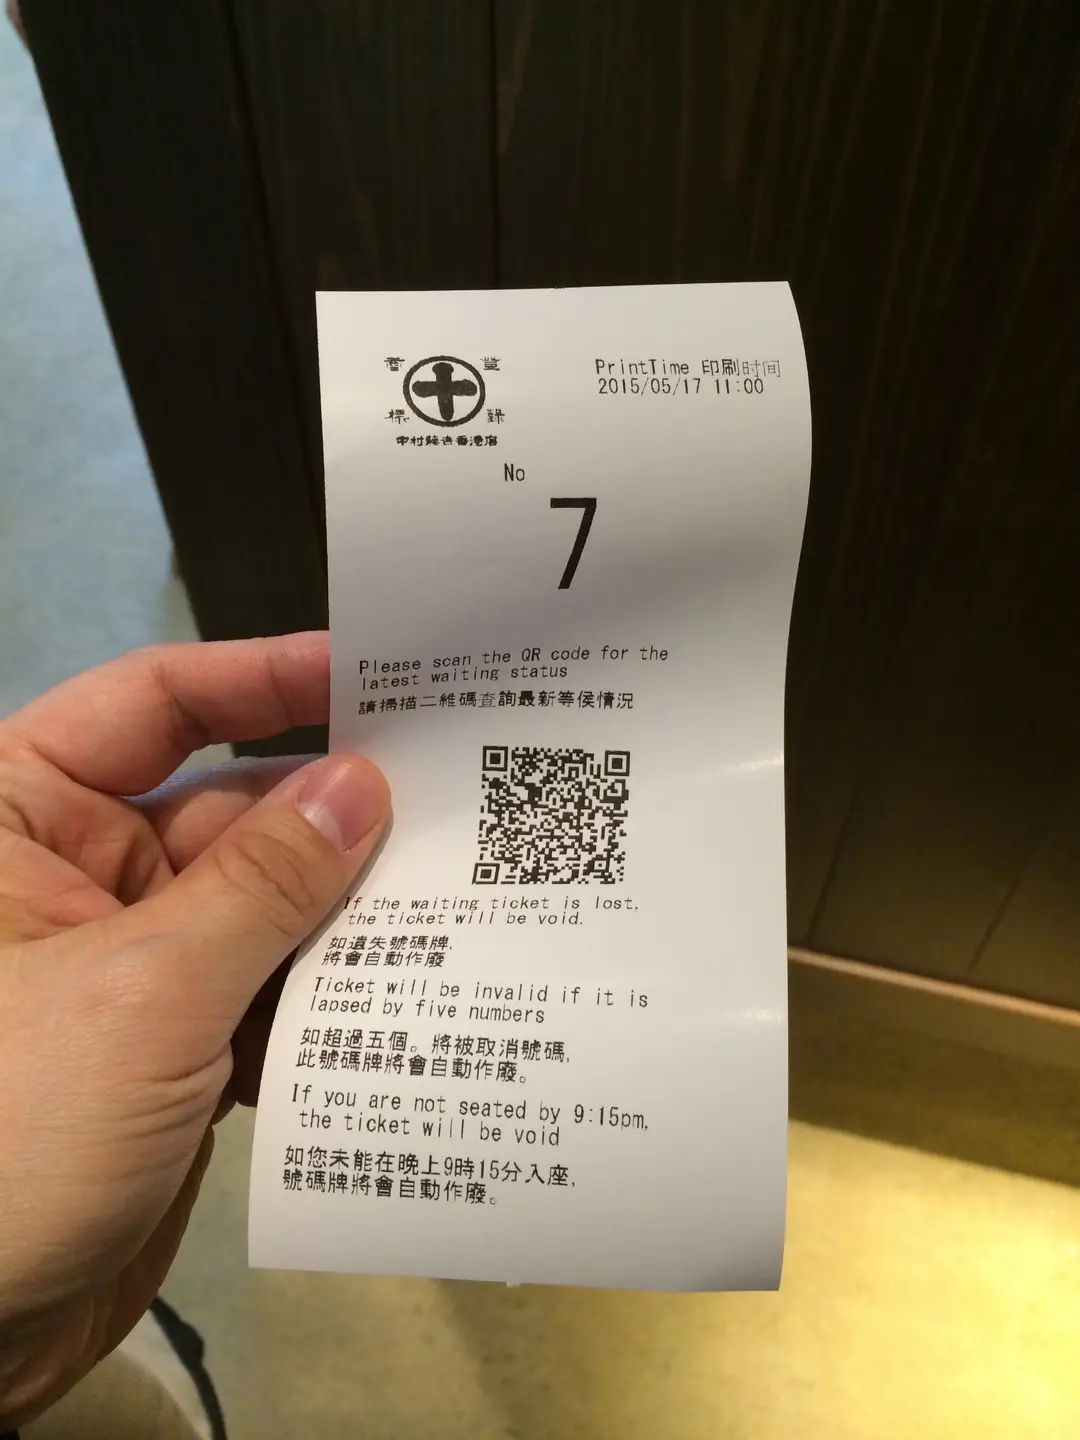 香 登
標 録
中村藤吉香港店
PrintTime 印刷时间
2015/05/17 11:00
No
7
Please scan the QR code for the
latest waiting status
請掃描二維碼查詢最新等侯情況
If the waiting ticket is lost,
the ticket will be void.
如遺失號碼牌,
將會自動作廢
Ticket will be invalid if it is
lapsed by five numbers
如超過五個。將被取消號碼,
此號碼牌將會自動作廢。
If you are not seated by 9:15pm,
the ticket will be void
如您未能在晚上9時15分入座,
號碼牌將會自動作廢。